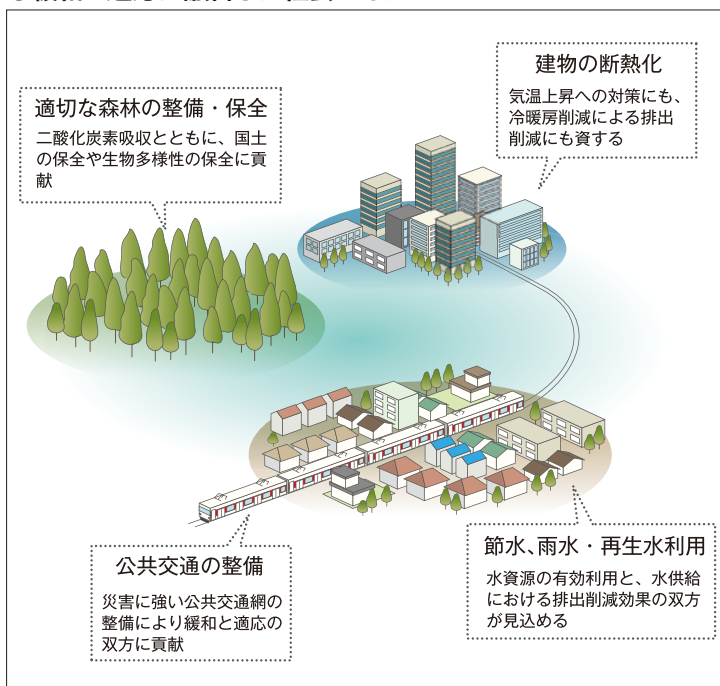 建物の断熱化
気温上昇への対策にも、
冷暖房削減による排出
削減にも資する
適切な森林の整備・保全
二酸化炭素吸収とともに、国土
の保全や生物多様性の保全に貢
献
公共交通の整備
災害に強い公共交通網の
整備により緩和と適応の
双方に貢献
節水、雨水・再生水利用
水資源の有効利用と、水供給
における排出削減効果の双方
が見込める